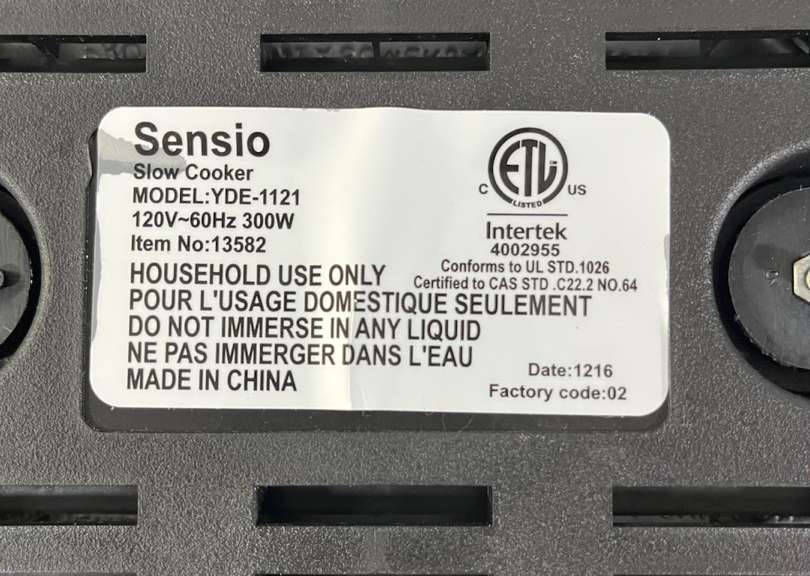 Sensio
Slow Cooker
MODEL:YDE-1121
120V~60Hz 300W
Item No:13582
HOUSEHOLD USE ONLY
POUR L'USAGE DOMESTIQUE SEULEMENT
DO NOT IMMERSE IN ANY LIQUID
NE PAS IMMERGER DANS L'EAU
MADE IN CHINA
ETL
CM
C US
LISTED
Intertek
4002955
Conforms to UL STD.1026
Certified to CAS STD .C22.2 NO.64
Date:1216
Factory code:02